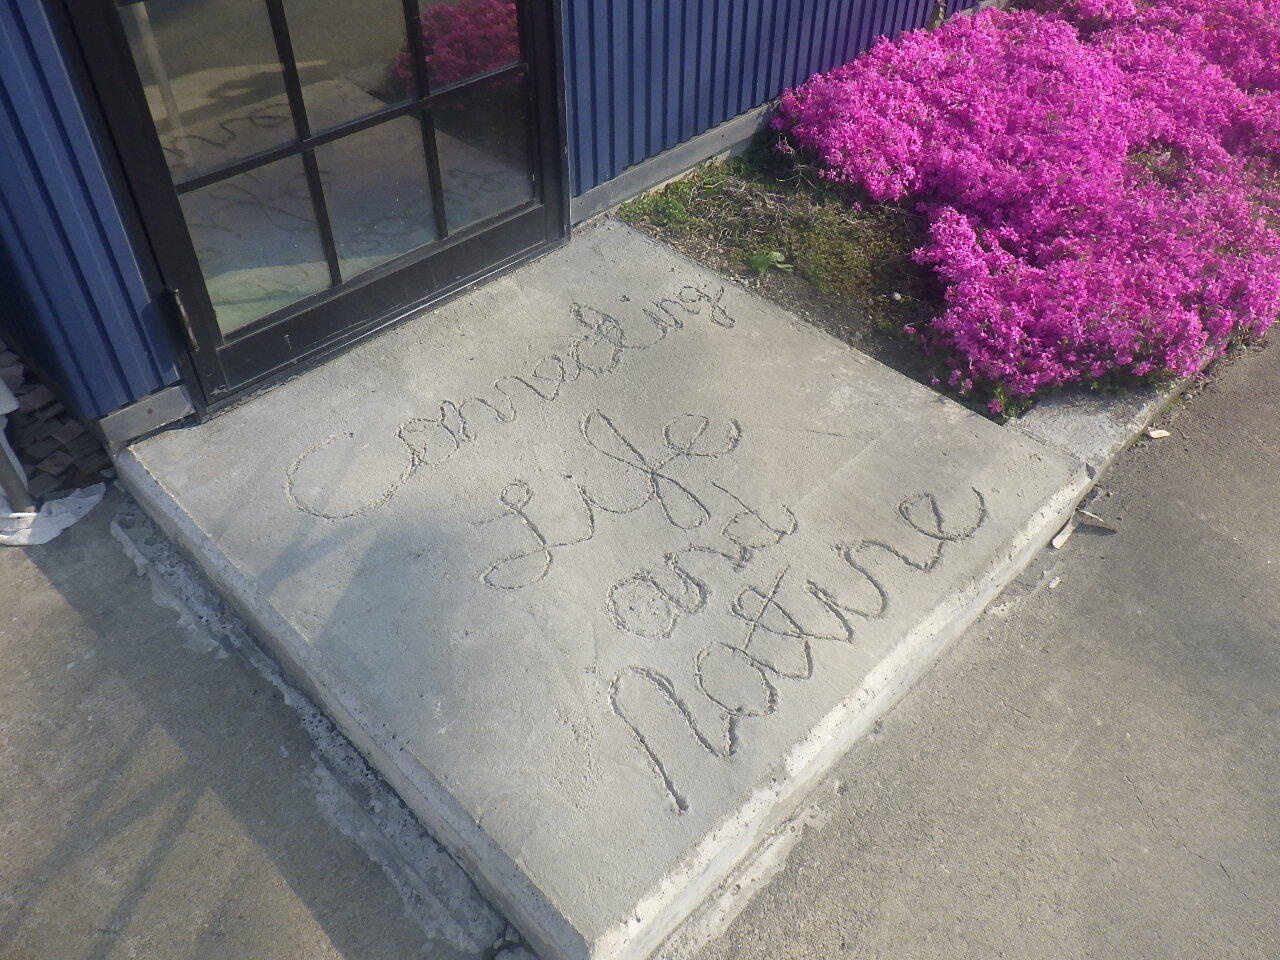 Connecting
Life
and
Nature